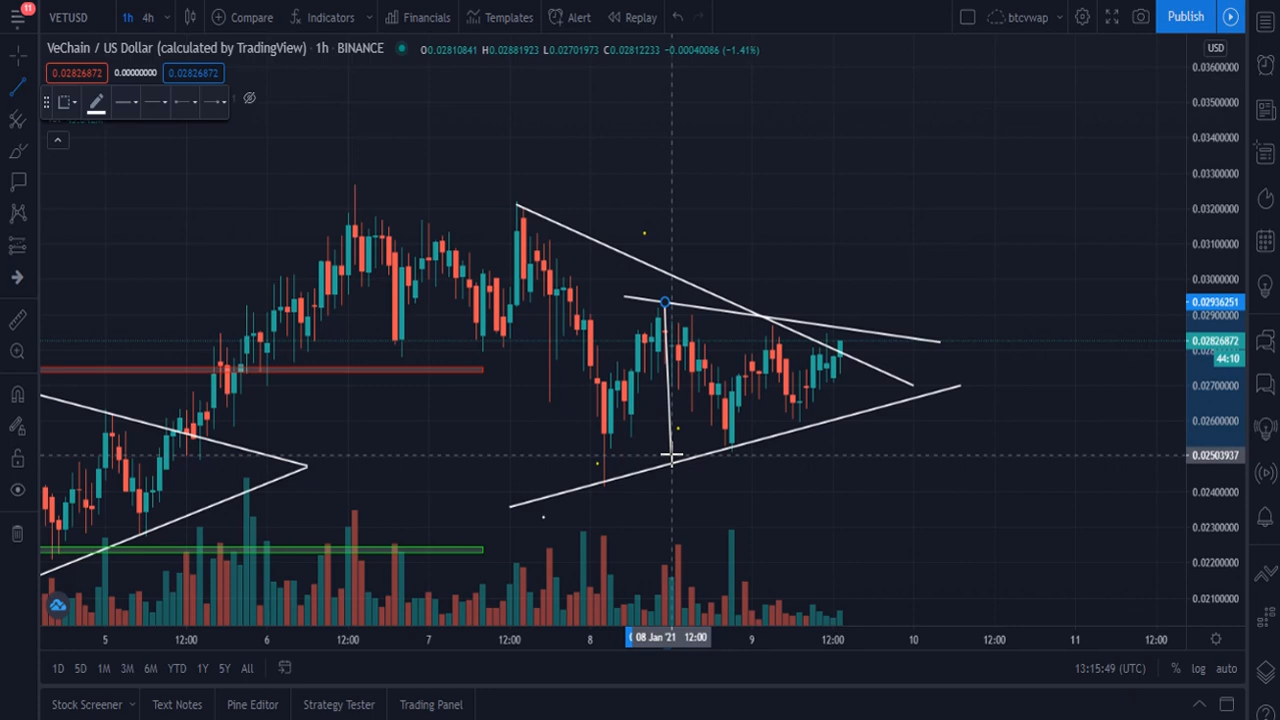 11
VETUSD
1h 4h
Compare
Indicators
Financials
Templates
Alert
Replay
btcvwap
Publish
VeChain / US Dollar (calculated by TradingView) · 1h · BINANCE
O0.02810841 H0.02881923 L0.02701973 C0.02812233 −0.00040086 (−1.41%)
USD
0.02826872 0.00000000 0.02826872
0.03600000
0.03500000
0.03400000
0.03300000
0.03200000
0.03100000
0.03000000
0.02936251
0.02900000
0.02826872
44:10
0.02700000
0.02600000
0.02503937
0.02400000
0.02300000
0.02200000
0.02100000
5 12:00 6 12:00 7 12:00 8 08 Jan '21 12:00 9 12:00 10 12:00 11 12:00
1D 5D 1M 3M 6M YTD 1Y 5Y All
13:15:49 (UTC) % log auto
Stock Screener Text Notes Pine Editor Strategy Tester Trading Panel